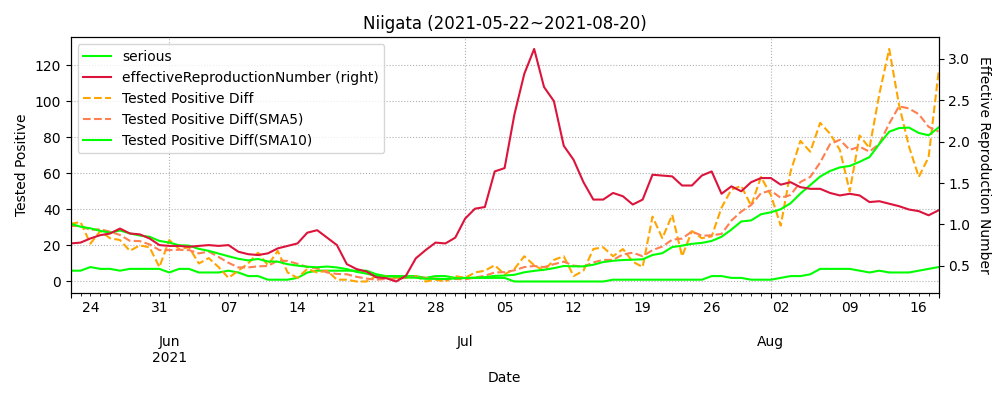 Niigata (2021-05-22~2021-08-20)
serious
effectiveReproductionNumber (right)
Tested Positive Diff
Tested Positive Diff(SMA5)
Tested Positive Diff(SMA10)
Tested Positive
120
100
80
60
40
20
0
3.0
2.5
2.0
1.5
1.0
0.5
Effective Reproduction Number
24 31 07 14 21 28 05 12 19 26 02 09 16
Jun Jul Aug
2021
Date